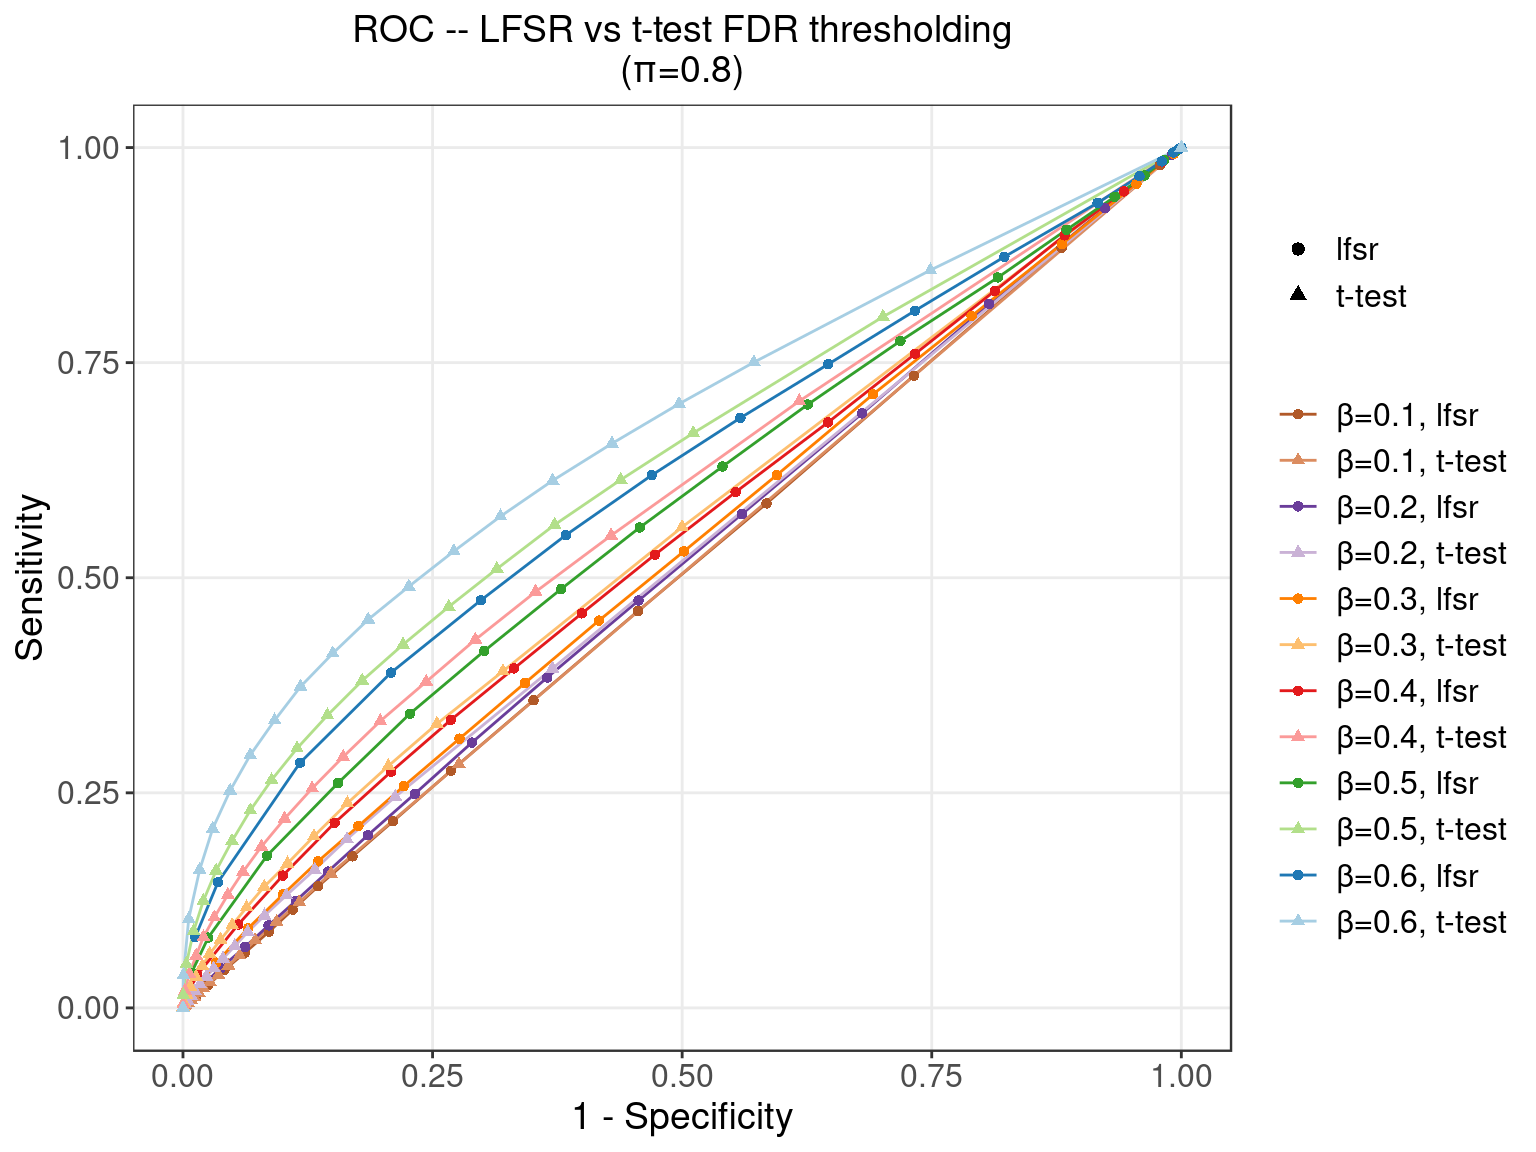 ROC -- LFSR vs t-test FDR thresholding
(π=0.8)
Sensitivity
1.00
0.75
0.50
0.25
0.00
0.00 0.25 0.50 0.75 1.00
1 - Specificity
lfsr
t-test
β=0.1, lfsr
β=0.1, t-test
β=0.2, lfsr
β=0.2, t-test
β=0.3, lfsr
β=0.3, t-test
β=0.4, lfsr
β=0.4, t-test
β=0.5, lfsr
β=0.5, t-test
β=0.6, lfsr
β=0.6, t-test